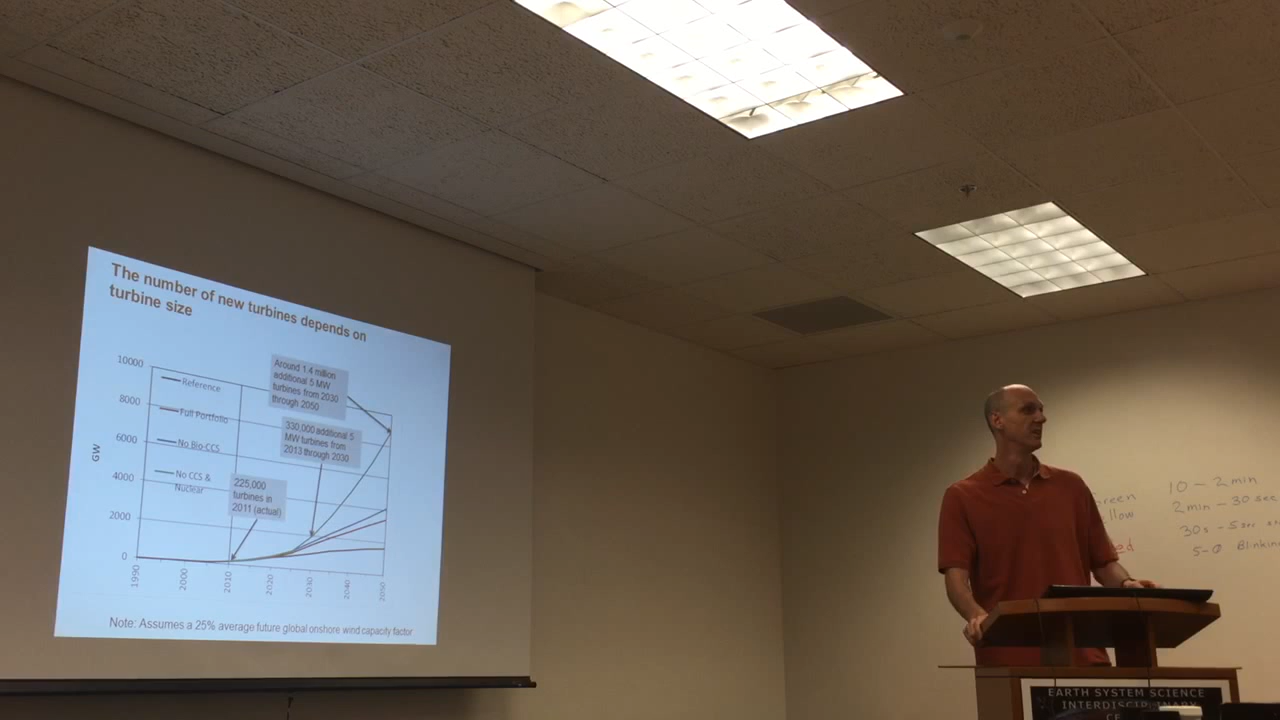 The number of new turbines depends on
turbine size
10000
8000
6000
4000
2000
0
GW
Reference
Full Portfolio
No Bio-CCS
No CCS &
Nuclear
Around 1.4 million
additional 5 MW
turbines from 2030
through 2050
330,000 additional 5
MW turbines from
2013 through 2030
225,000
turbines in
2011 (actual)
1990
2000
2010
2020
2030
2040
2050
Note: Assumes a 25% average future global onshore wind capacity factor
10 - 2 min
2 min - 30 sec
30s - 5
5-0 Blinkin
EARTH SYSTEM SCIENCE
INTERDISCIPLINARY
CE